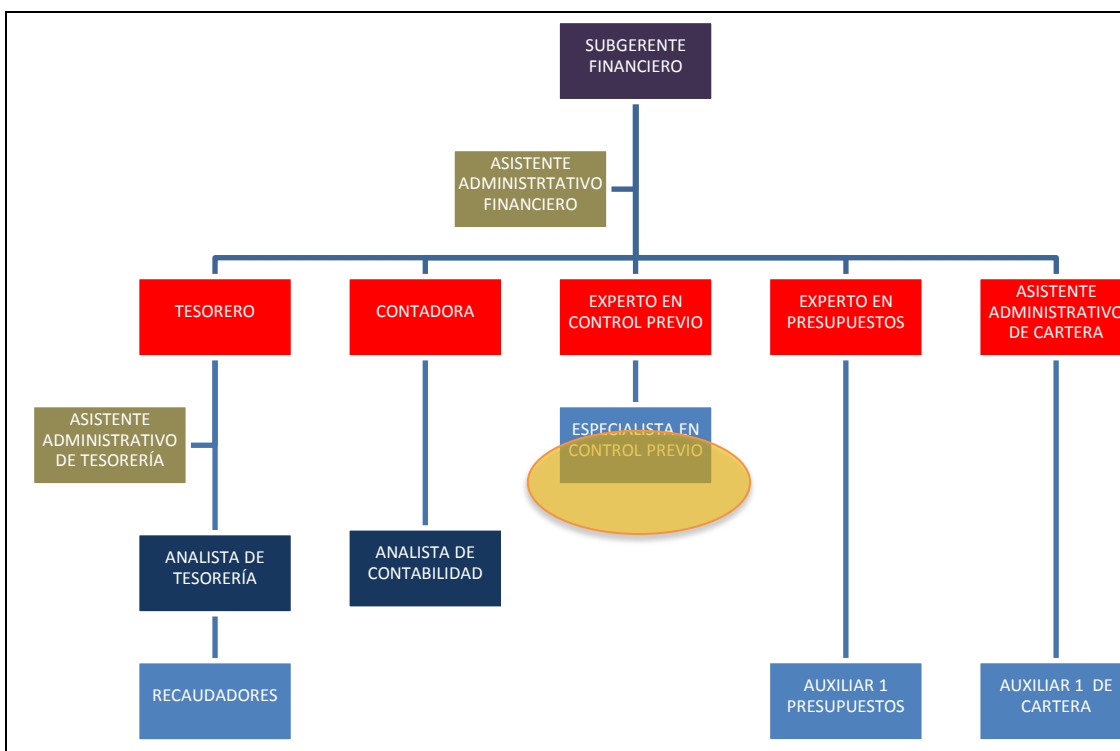 SUBGERENTE
FINANCIERO
ASISTENTE
ADMINISTRTATIVO
FINANCIERO
TESORERO
CONTADORA
EXPERTO EN
CONTROL PREVIO
EXPERTO EN
PRESUPUESTOS
ASISTENTE
ADMINISTRATIVO
DE CARTERA
ASISTENTE
ADMINISTRATIVO
DE TESORERÍA
ESPECIALISTA EN
CONTROL PREVIO
ANALISTA DE
TESORERÍA
ANALISTA DE
CONTABILIDAD
RECAUDADORES
AUXILIAR 1
PRESUPUESTOS
AUXILIAR 1 DE
CARTERA